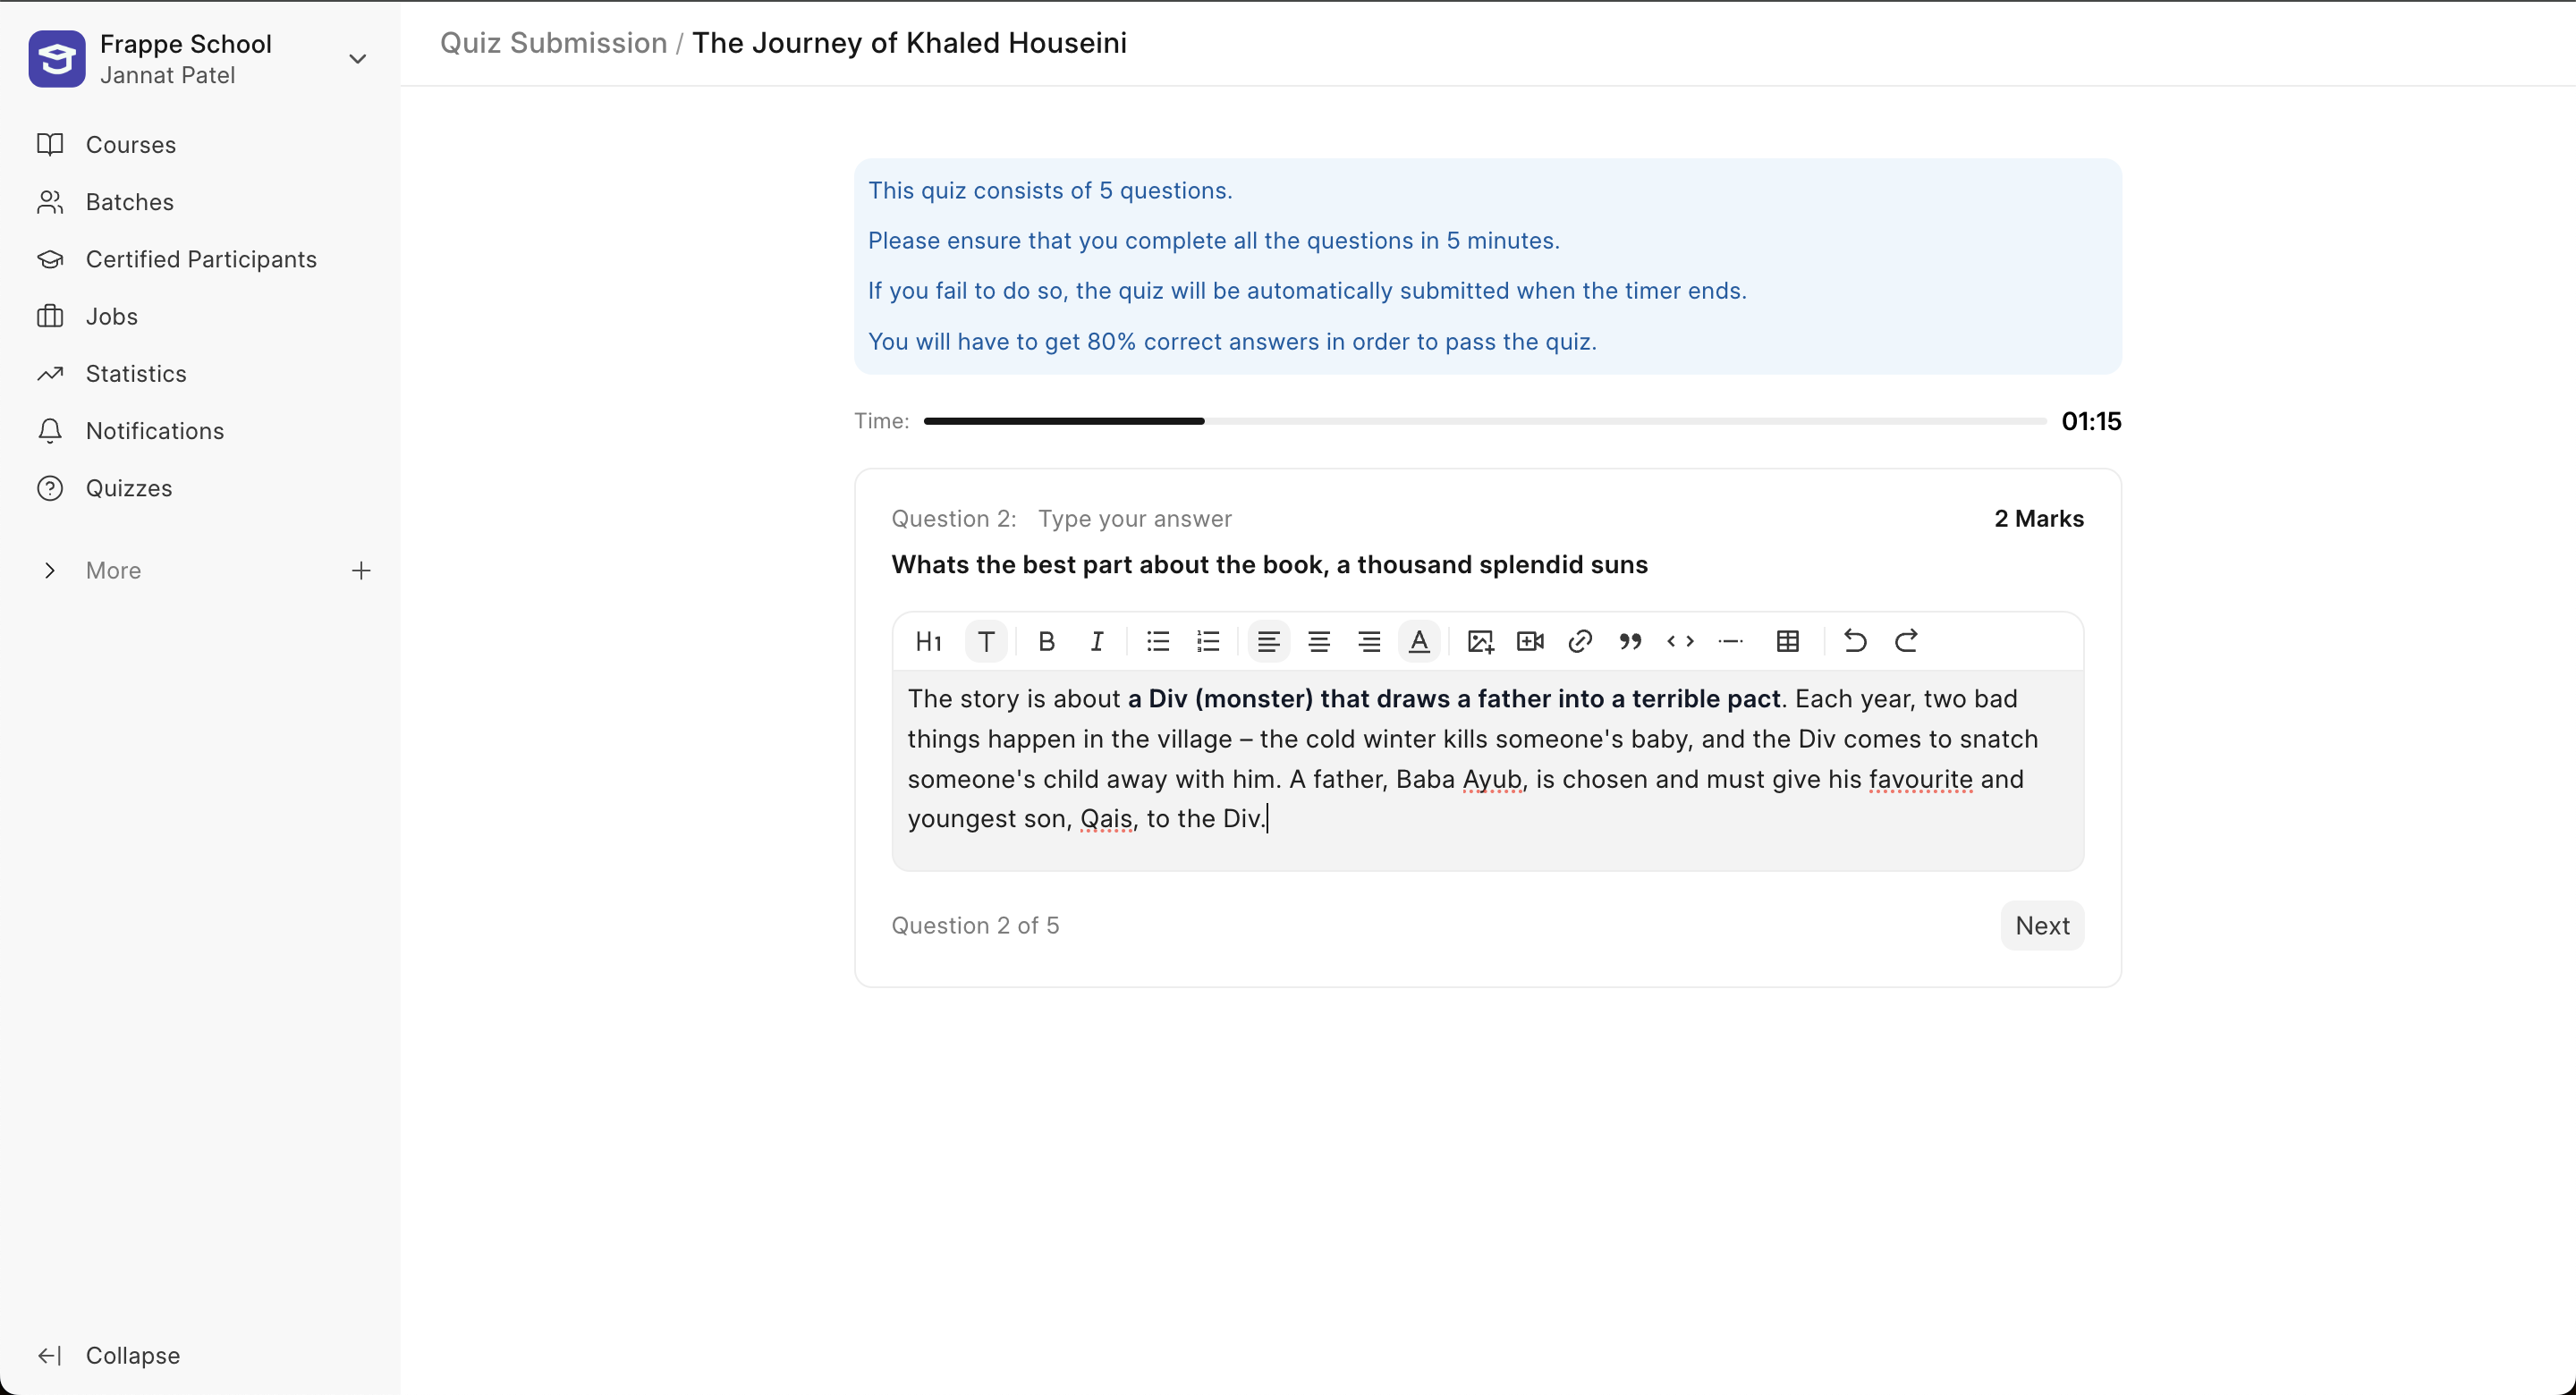 Frappe School
Jannat Patel
Courses
Batches
Certified Participants
Jobs
Statistics
Notifications
Quizzes
More
Collapse
Quiz Submission / The Journey of Khaled Houseini
This quiz consists of 5 questions.
Please ensure that you complete all the questions in 5 minutes.
If you fail to do so, the quiz will be automatically submitted when the timer ends.
You will have to get 80% correct answers in order to pass the quiz.
Time: 01:15
Question 2: Type your answer 2 Marks
Whats the best part about the book, a thousand splendid suns
H1 T B I A
The story is about a Div (monster) that draws a father into a terrible pact. Each year, two bad
things happen in the village – the cold winter kills someone's baby, and the Div comes to snatch
someone's child away with him. A father, Baba Ayub, is chosen and must give his favourite and
youngest son, Qais, to the Div.
Question 2 of 5 Next